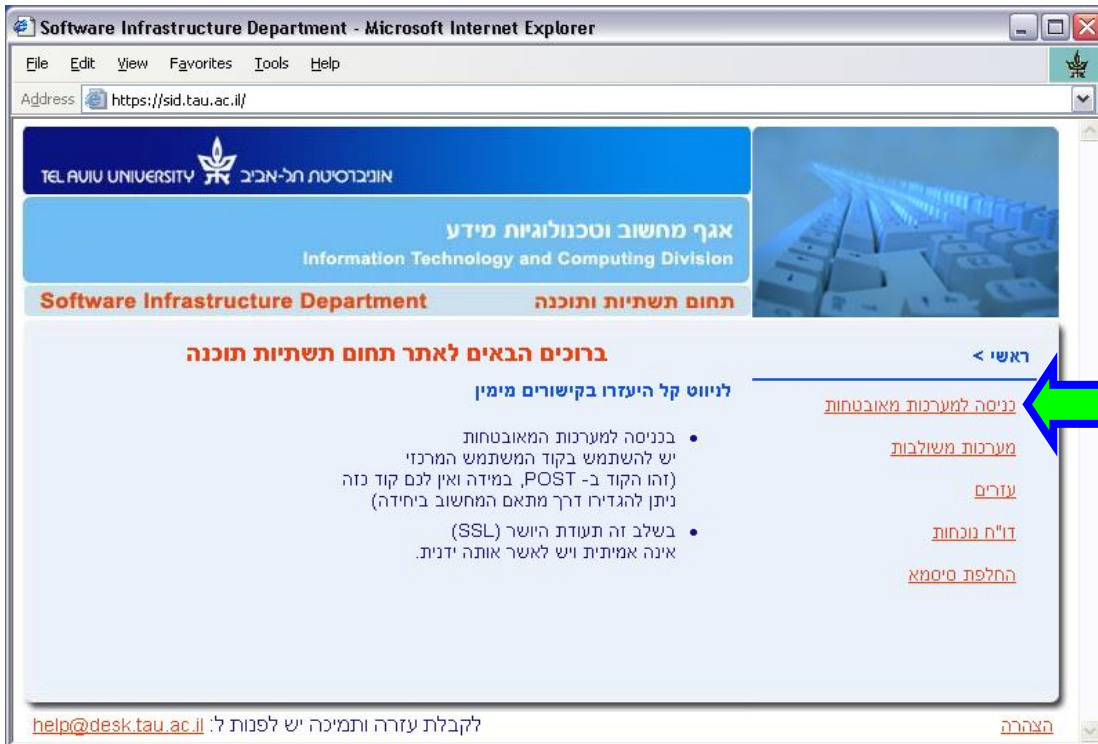 Software Infrastructure Department - Microsoft Internet Explorer
File Edit View Favorites Tools Help
Address https://sid.tau.ac.il/
TEL AVIV UNIVERSITY אוניברסיטת תל-אביב
אגף מחשוב וטכנולוגיות מידע
Information Technology and Computing Division
תחום תשתיות ותוכנה Software Infrastructure Department
ראשי >
כניסה למערכות מאובטחות
מערכות משולבות
עזרים
דו"ח נוכחות
החלפת סיסמא
ברוכים הבאים לאתר תחום תשתיות תוכנה
לניווט קל היעזרו בקישורים מימין
• בכניסה למערכות המאובטחות
יש להשתמש בקוד המשתמש המרכזי
(זהו הקוד ב- POST, במידה ואין לכם קוד כזה
ניתן להגדירו דרך מתאם המחשוב ביחידה)
• בשלב זה תעודת היושר (SSL)
אינה אמיתית ויש לאשר אותה ידנית.
הצהרה
לקבלת עזרה ותמיכה יש לפנות ל: help@desk.tau.ac.il